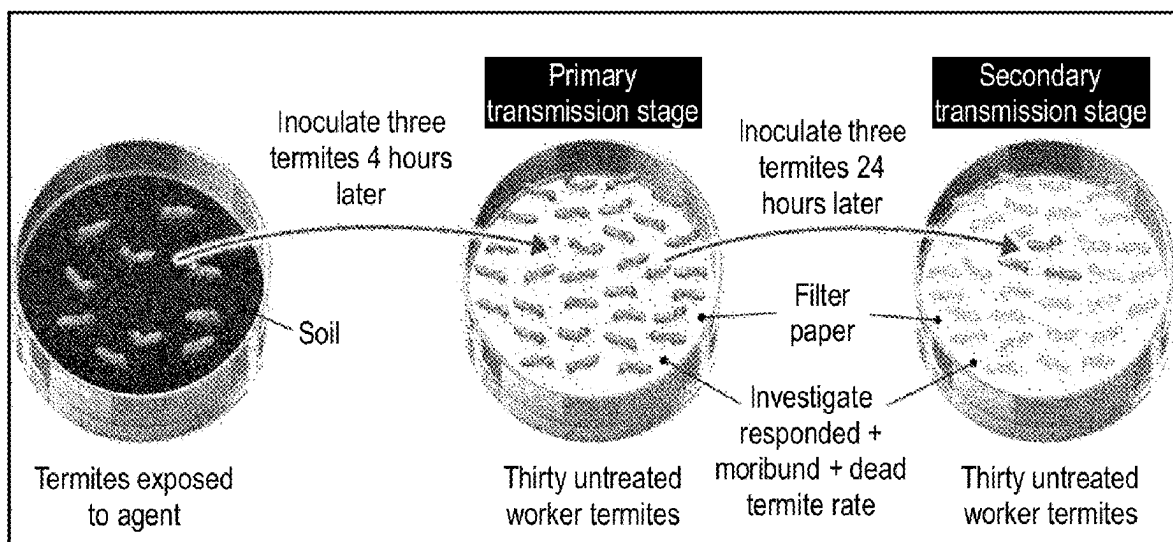 Primary
transmission stage
Secondary
transmission stage
Inoculate three
termites 4 hours
later
Inoculate three
termites 24
hours later
Soil
Filter
paper
Investigate
responded +
moribund + dead
termite rate
Termites exposed
to agent
Thirty untreated
worker termites
Thirty untreated
worker termites